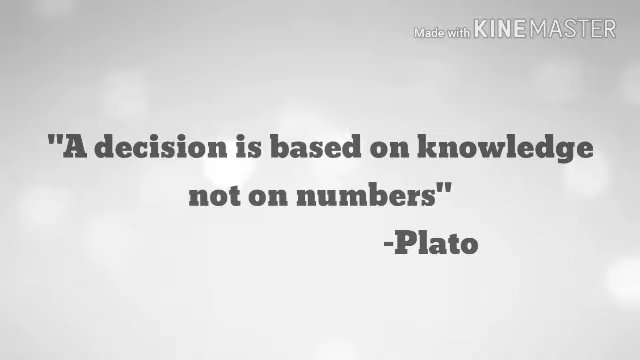 Made with KINEMASTER
"A decision is based on knowledge
not on numbers"
-Plato